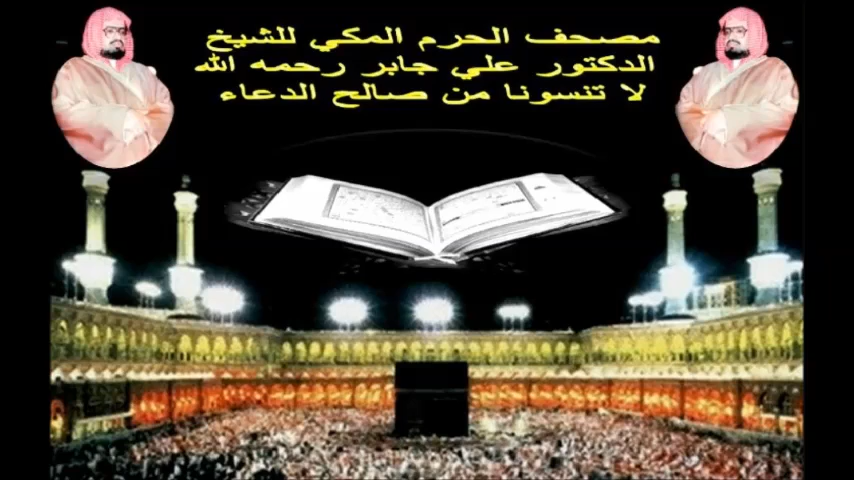 مصحف الحرم المكي للشيخ
الدكتور علي جابر رحمه الله
لا تنسونا من صالح الدعاء